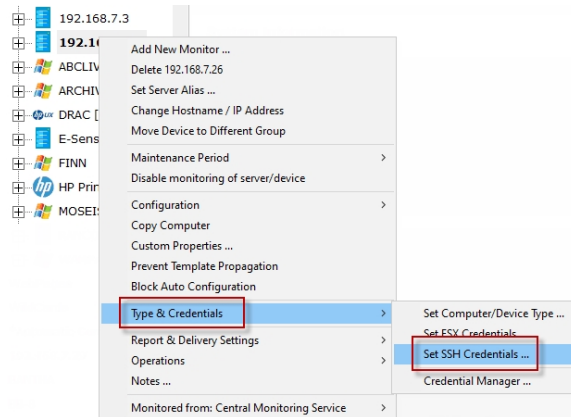 192.168.7.3
Add New Monitor ...
Delete 192.168.7.26
Set Server Alias ...
Change Hostname / IP Address
Move Device to Different Group
Maintenance Period
Disable monitoring of server/device
Configuration
Copy Computer
Custom Properties ...
Prevent Template Propagation
Block Auto Configuration
Type & Credentials
Report & Delivery Settings
Operations
Notes ...
Monitored from: Central Monitoring Service
ABCLIV
ARCHIV
DRAC [
E-Sens
FINN
HP Prin
MOSEIS
Set Computer/Device Type ...
Set ESX Credentials
Set SSH Credentials ...
Credential Manager ...